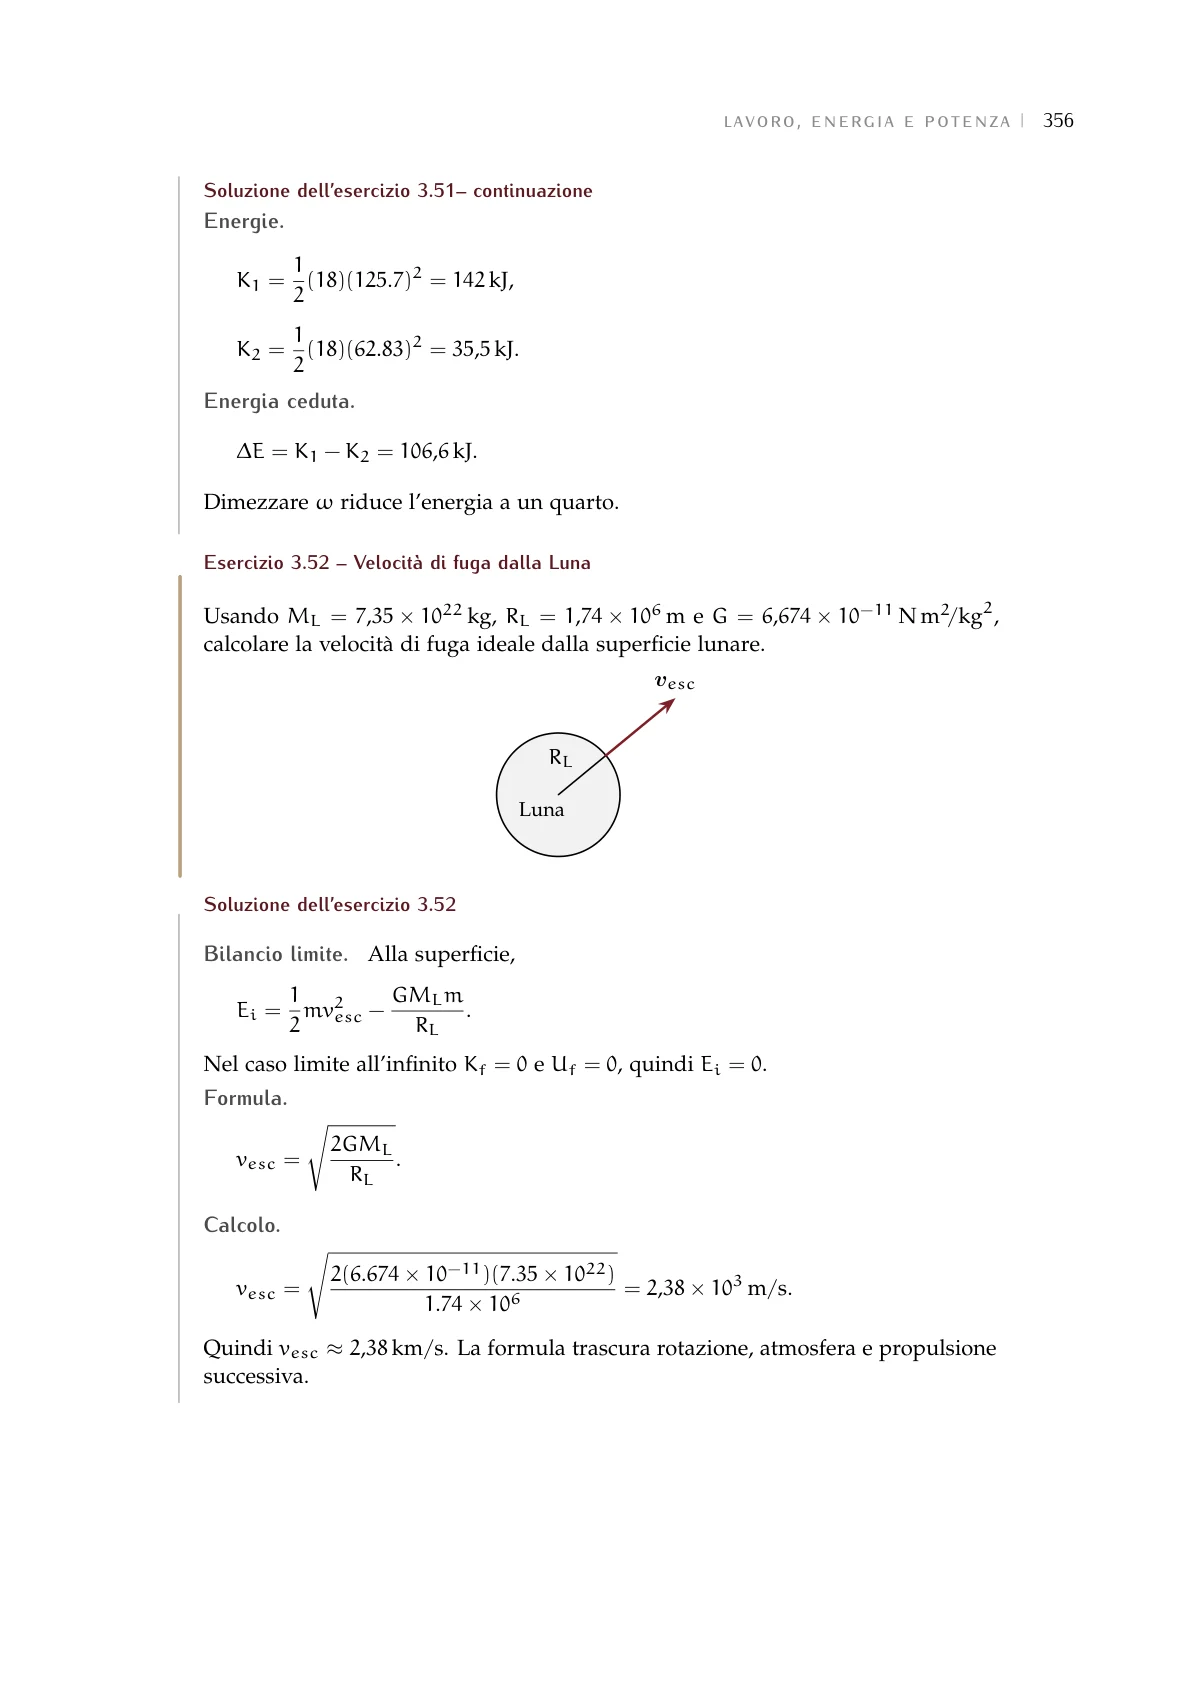 LAVORO, ENERGIA E POTENZA | 356
Soluzione dell'esercizio 3.51– continuazione
Energie.
K₁ = 1/2 (18)(125.7)² = 142 kJ,
K₂ = 1/2 (18)(62.83)² = 35,5 kJ.
Energia ceduta.
ΔE = K₁ − K₂ = 106,6 kJ.
Dimezzare ω riduce l'energia a un quarto.
Esercizio 3.52 – Velocità di fuga dalla Luna
Usando M_L = 7,35 × 10²² kg, R_L = 1,74 × 10⁶ m e G = 6,674 × 10⁻¹¹ N m²/kg²,
calcolare la velocità di fuga ideale dalla superficie lunare.
v_esc
R_L
Luna
Soluzione dell'esercizio 3.52
Bilancio limite. Alla superficie,
E_i = 1/2 mv²_esc − GM_L m / R_L.
Nel caso limite all'infinito K_f = 0 e U_f = 0, quindi E_i = 0.
Formula.
v_esc = √(2GM_L / R_L).
Calcolo.
v_esc = √(2(6.674 × 10⁻¹¹)(7.35 × 10²²) / 1.74 × 10⁶) = 2,38 × 10³ m/s.
Quindi v_esc ≈ 2,38 km/s. La formula trascura rotazione, atmosfera e propulsione
successiva.